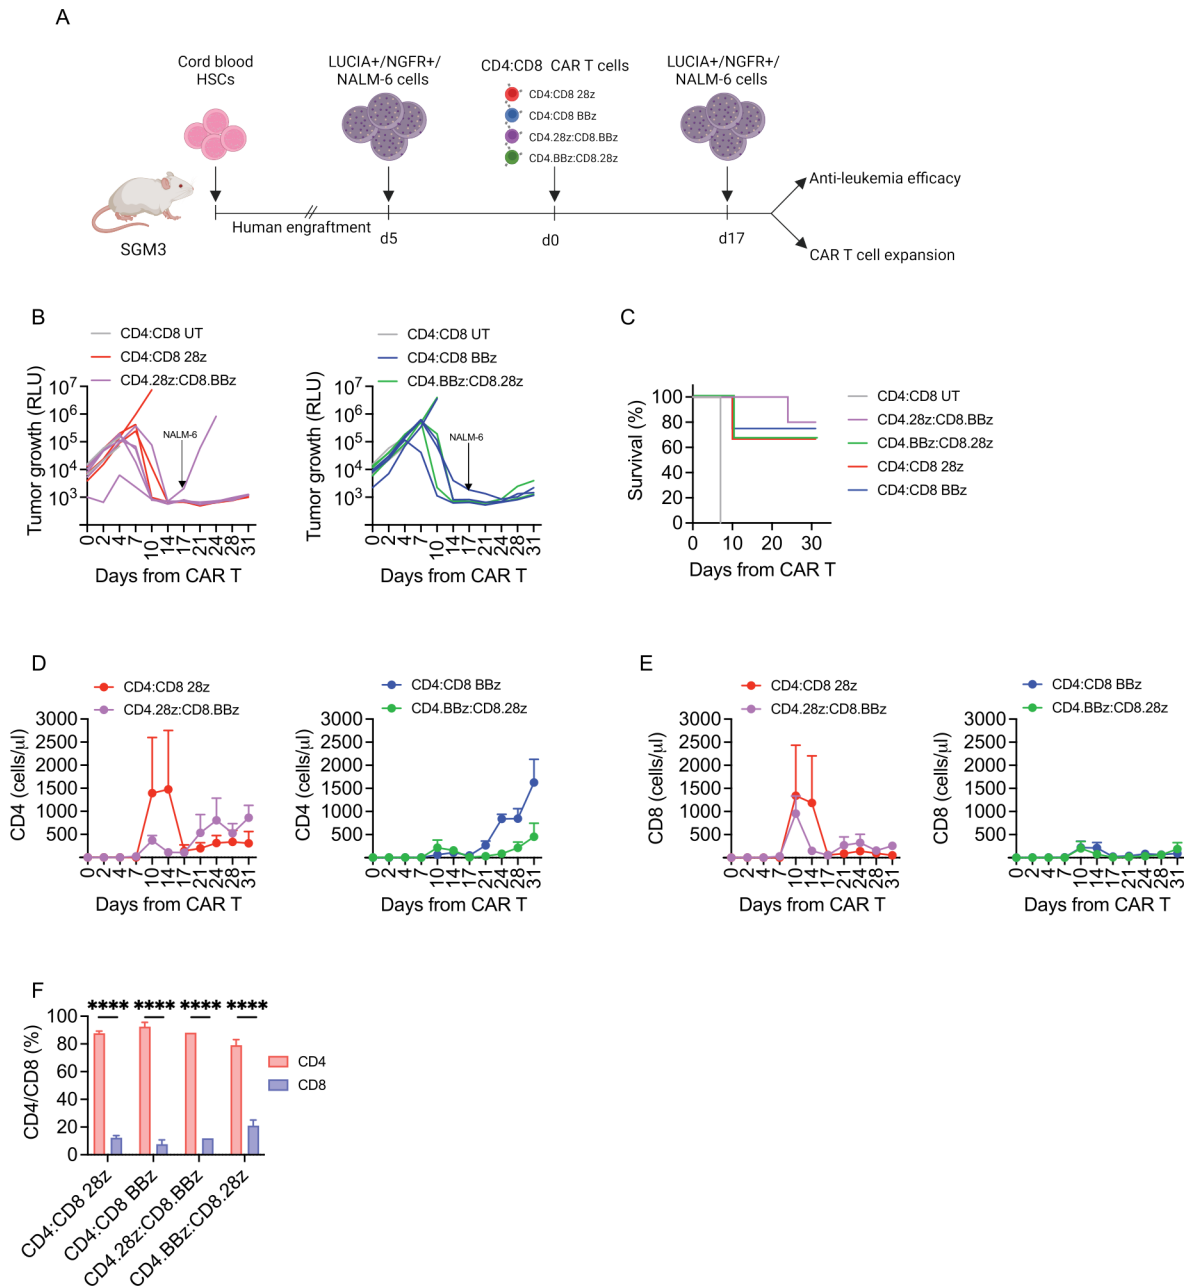 A
Cord blood
HSCs
LUCIA+/NGFR+/
NALM-6 cells
CD4:CD8 CAR T cells
CD4:CD8 28z
CD4:CD8 BBz
CD4.28z:CD8.BBz
CD4.BBz:CD8.28z
LUCIA+/NGFR+/
NALM-6 cells
SGM3
Human engraftment
d5
d0
d17
Anti-leukemia efficacy
CAR T cell expansion
B
CD4:CD8 UT
CD4:CD8 28z
CD4.28z:CD8.BBz
Tumor growth (RLU)
10⁷
10⁶
10⁵
10⁴
10³
NALM-6
0 2 4 7 10 14 17 21 24 28 31
Days from CAR T
CD4:CD8 UT
CD4:CD8 BBz
CD4.BBz:CD8.28z
Tumor growth (RLU)
10⁷
10⁶
10⁵
10⁴
10³
NALM-6
0 2 4 7 10 14 17 21 24 28 31
Days from CAR T
C
Survival (%)
100
80
60
40
20
0
0 10 20 30
Days from CAR T
CD4:CD8 UT
CD4.28z:CD8.BBz
CD4.BBz:CD8.28z
CD4:CD8 28z
CD4:CD8 BBz
D
CD4:CD8 28z
CD4.28z:CD8.BBz
CD4 (cells/µl)
3000
2500
2000
1500
1000
500
0 2 4 7 10 14 17 21 24 28 31
Days from CAR T
CD4:CD8 BBz
CD4.BBz:CD8.28z
CD4 (cells/µl)
3000
2500
2000
1500
1000
500
0 2 4 7 10 14 17 21 24 28 31
Days from CAR T
E
CD4:CD8 28z
CD4.28z:CD8.BBz
CD8 (cells/µl)
3000
2500
2000
1500
1000
500
0 2 4 7 10 14 17 21 24 28 31
Days from CAR T
CD4:CD8 BBz
CD4.BBz:CD8.28z
CD8 (cells/µl)
3000
2500
2000
1500
1000
500
0 2 4 7 10 14 17 21 24 28 31
Days from CAR T
F
**** **** **** ****
CD4/CD8 (%)
100
80
60
40
20
0
CD4
CD8
CD4:CD8 28z
CD4:CD8 BBz
CD4.28z:CD8.BBz
CD4.BBz:CD8.28z